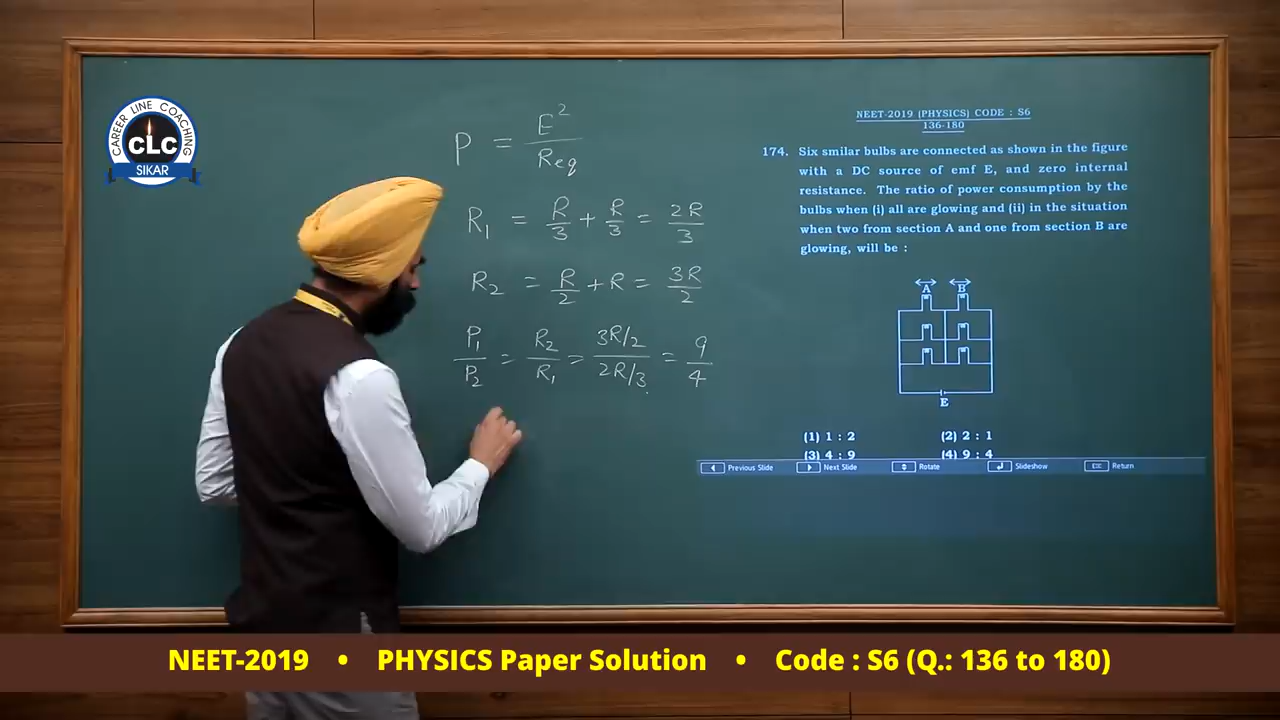 CAREER LINE COACHING
CLC
SIKAR
P = E² / Req
R₁ = R/3 + R/3 = 2R/3
R₂ = R/2 + R = 3R/2
P₁/P₂ = R₂/R₁ = (3R/2)/(2R/3) = 9/4
NEET-2019 (PHYSICS) CODE : S6
136-180
174. Six smilar bulbs are connected as shown in the figure
with a DC source of emf E, and zero internal
resistance. The ratio of power consumption by the
bulbs when (i) all are glowing and (ii) in the situation
when two from section A and one from section B are
glowing, will be :
A B
E
(1) 1 : 2 (2) 2 : 1
(3) 4 : 9 (4) 9 : 4
Previous Slide Next Slide Rotate Slideshow Return
NEET-2019 • PHYSICS Paper Solution • Code : S6 (Q.: 136 to 180)